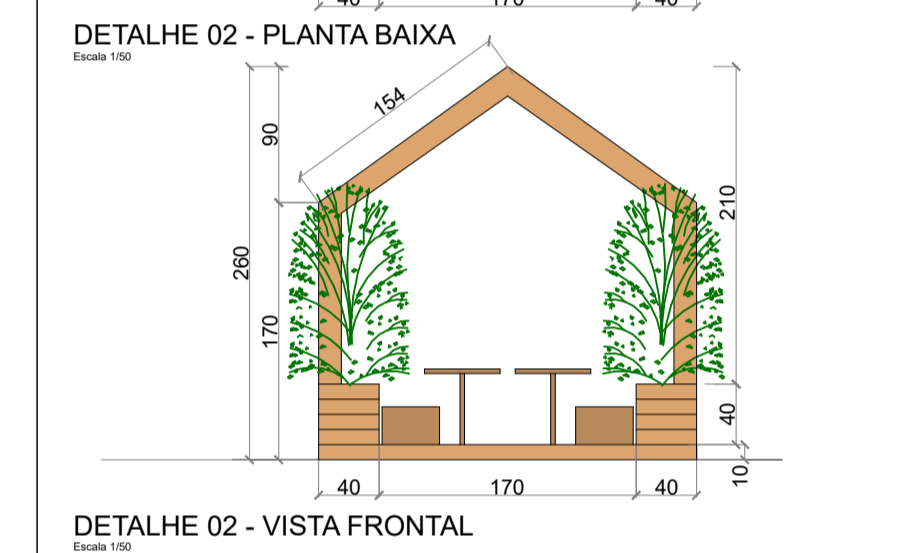 40 170 40
DETALHE 02 - PLANTA BAIXA
Escala 1/50
154
90
210
260
170
40
10
40 170 40
DETALHE 02 - VISTA FRONTAL
Escala 1/50